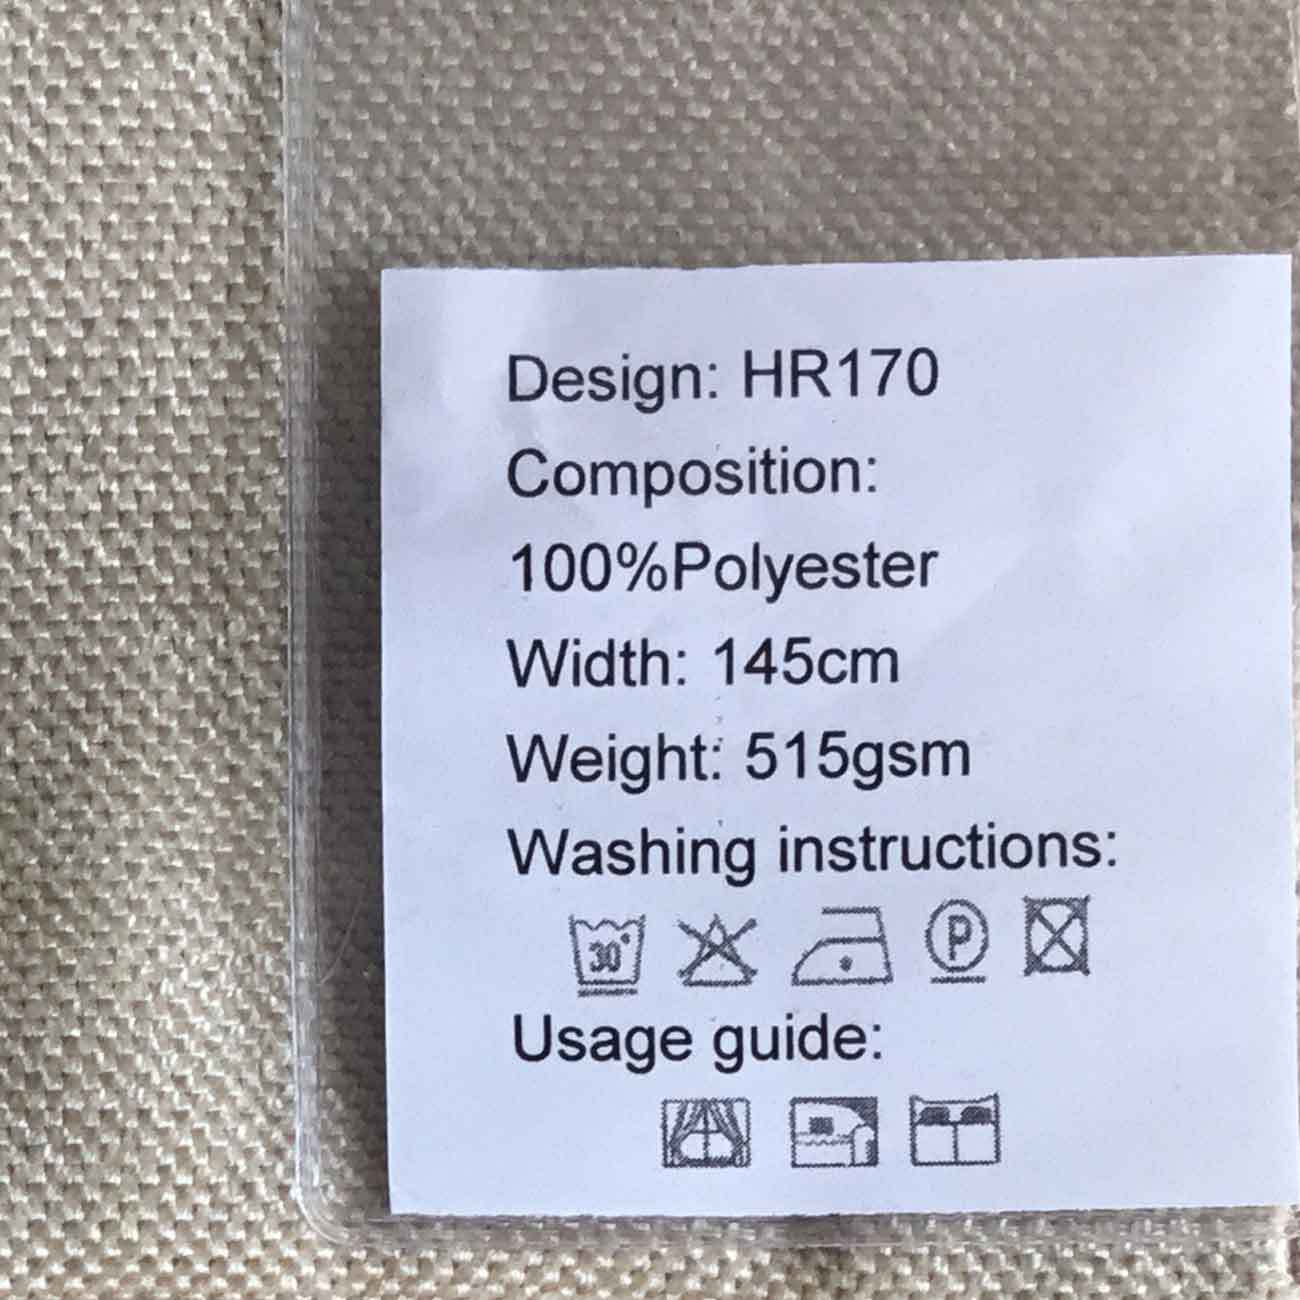 Design: HR170
Composition:
100%Polyester
Width: 145cm
Weight: 515gsm
Washing instructions:
30° P
Usage guide: